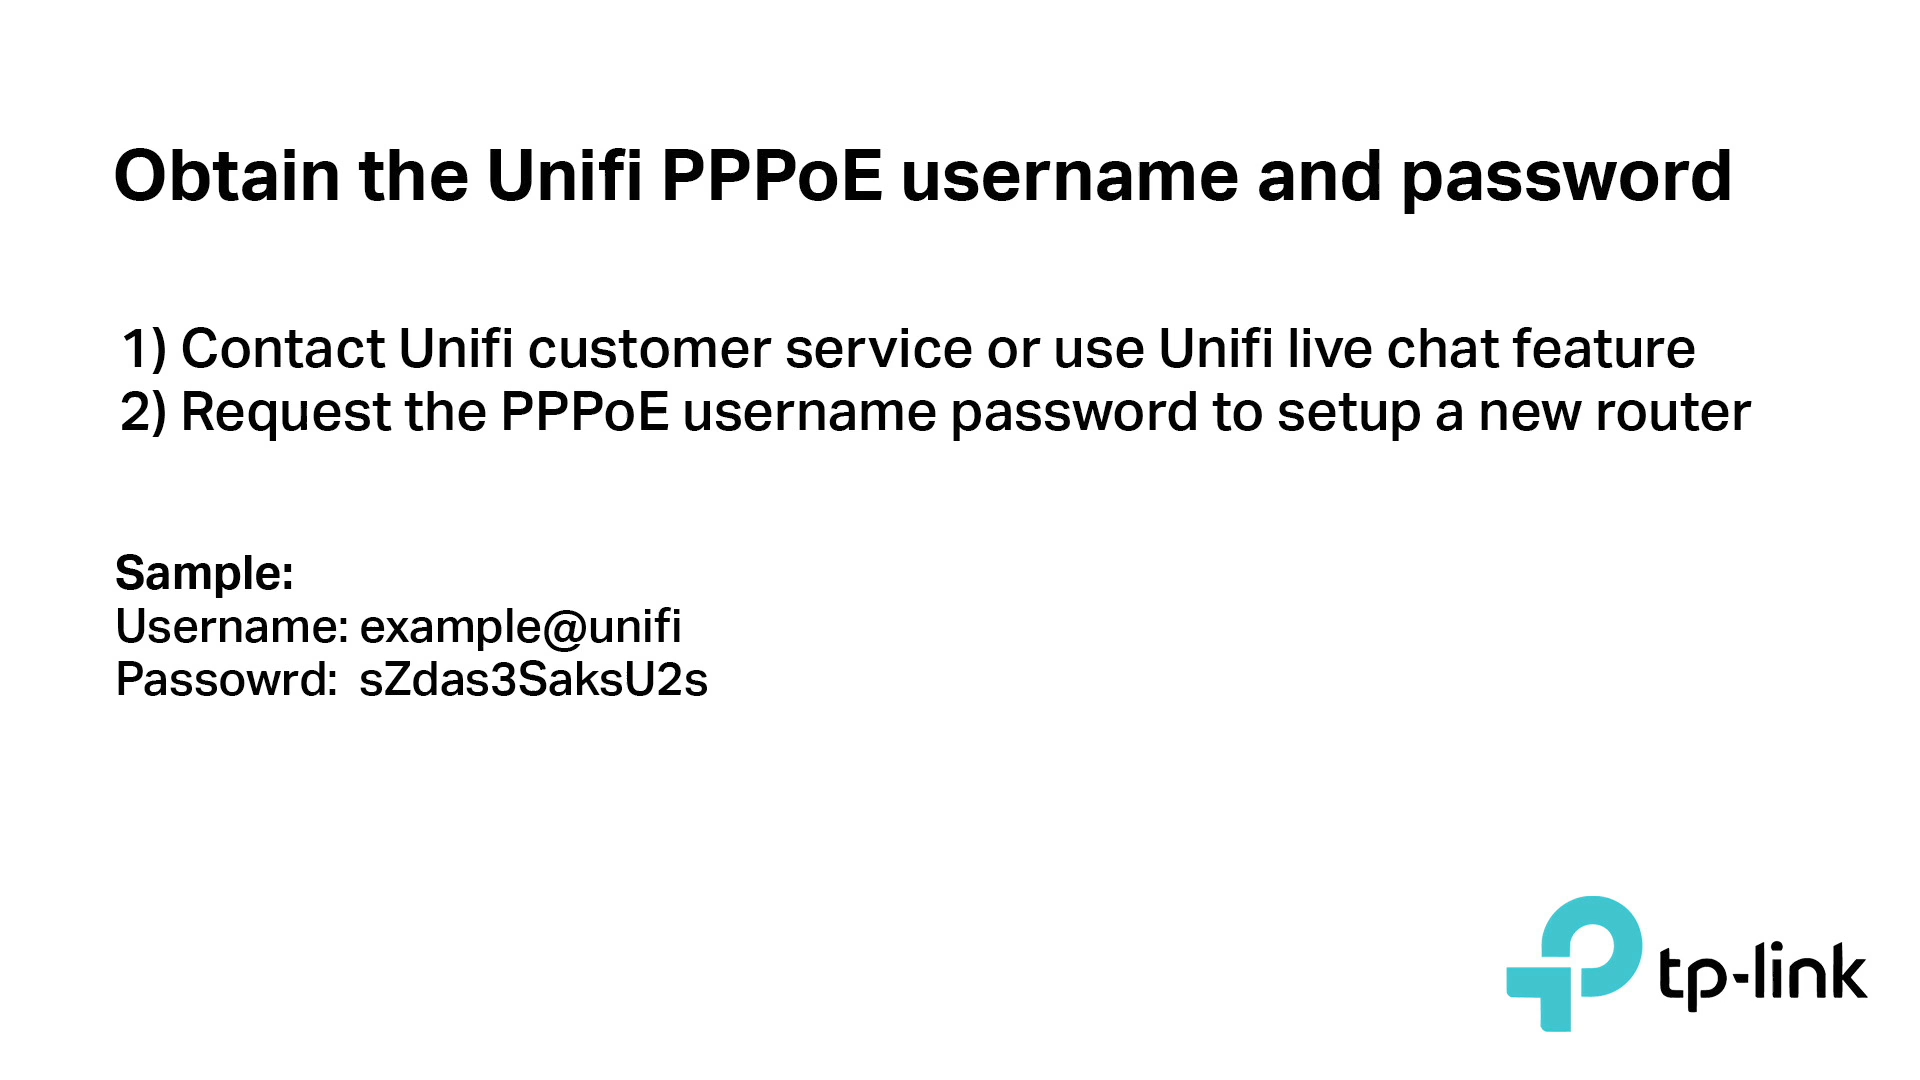 Obtain the Unifi PPPoE username and password
1) Contact Unifi customer service or use Unifi live chat feature
2) Request the PPPoE username password to setup a new router
Sample:
Username: example@unifi
Passowrd: sZdas3SaksU2s
tp-link